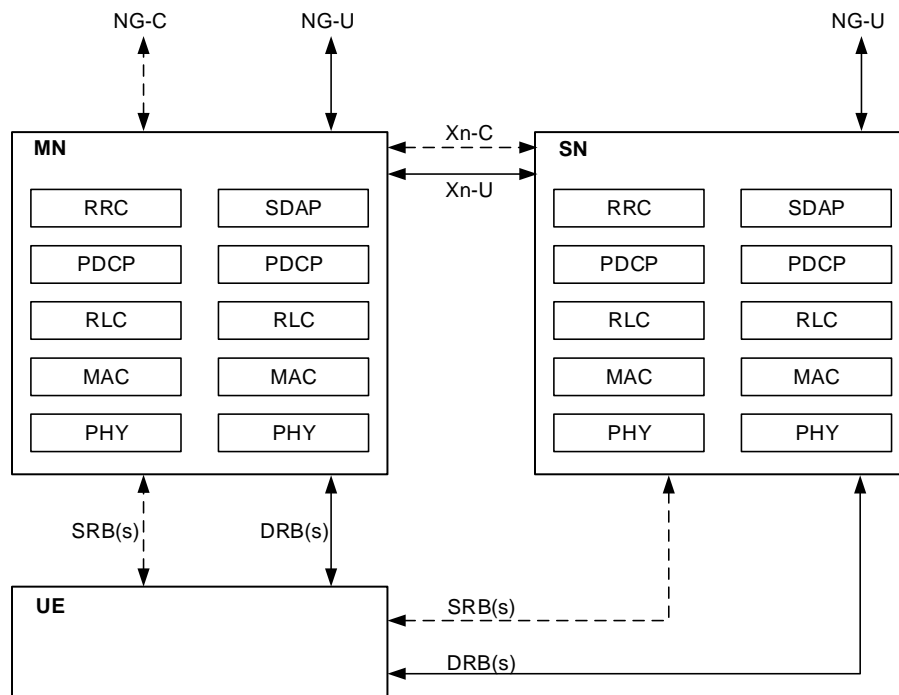 NG-C NG-U NG-U
Xn-C
MN SN
Xn-U
RRC SDAP RRC SDAP
PDCP PDCP PDCP PDCP
RLC RLC RLC RLC
MAC MAC MAC MAC
PHY PHY PHY PHY
SRB(s) DRB(s)
UE SRB(s)
DRB(s)